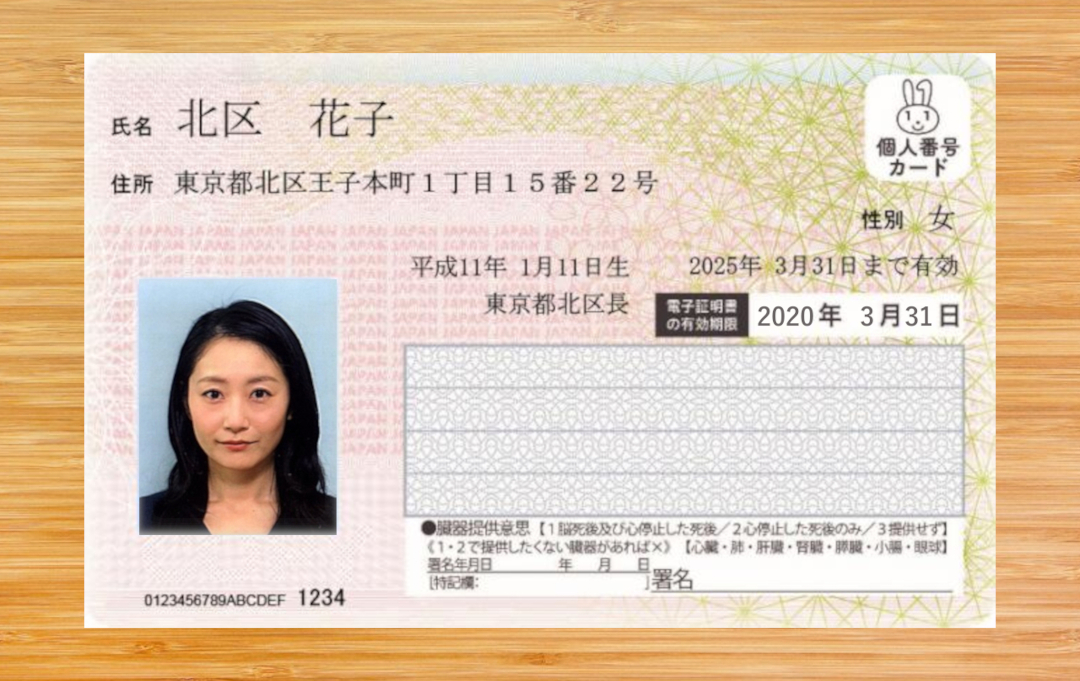 氏名 北区 花子
個人番号
カード
住所 東京都北区王子本町1丁目15番22号
性別 女
平成11年 1月11日生 2025年 3月31日まで有効
東京都北区長
電子証明書
の有効期限 2020年 3月31日
●臓器提供意思【1脳死後及び心停止した死後/2心停止した死後のみ/3提供せず】
《1・2で提供したくない臓器があれば×》【心臓・肺・肝臓・腎臓・膵臓・小腸・眼球】
署名年月日 年 月 日
[特記欄: ] 署名
0123456789ABCDEF 1234